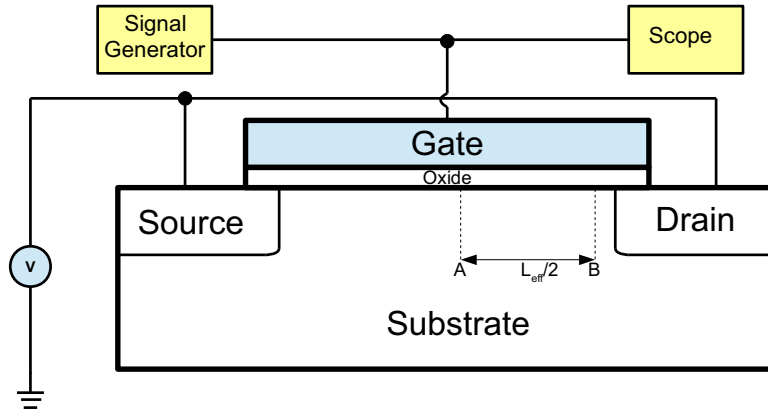 Signal
Generator
Scope
Gate
Oxide
Source
Drain
V
A
L_eff/2
B
Substrate